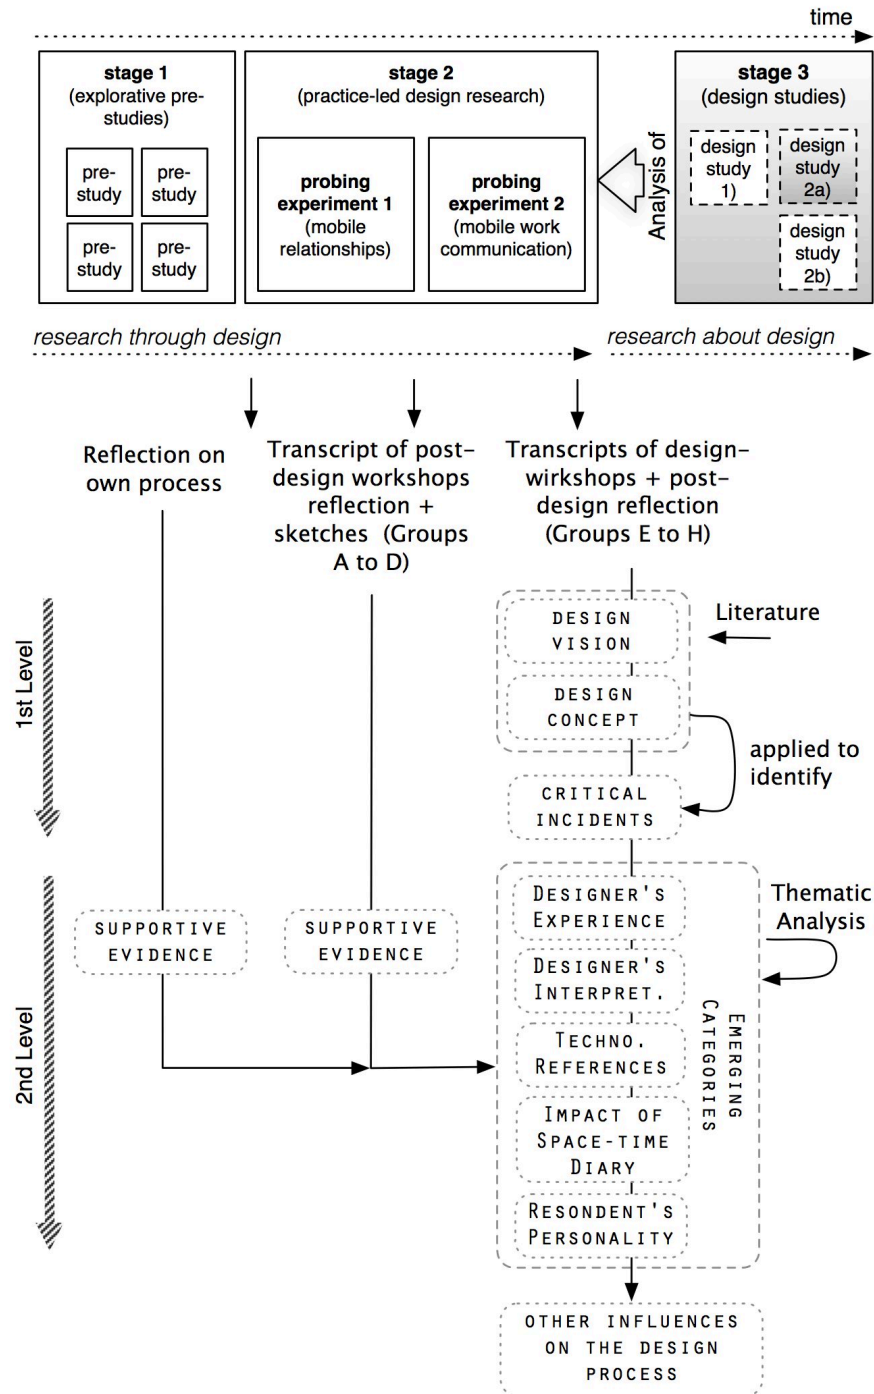 time
stage 1
(explorative pre-
studies)
pre-
study
pre-
study
pre-
study
pre-
study
stage 2
(practice-led design research)
probing
experiment 1
(mobile
relationships)
probing
experiment 2
(mobile work
communication)
Analysis of
stage 3
(design studies)
design
study
1)
design
study
2a)
design
study
2b)
research through design
research about design
Reflection on
own process
Transcript of post-
design workshops
reflection +
sketches (Groups
A to D)
Transcripts of design-
wirkshops + post-
design reflection
(Groups E to H)
1st Level
DESIGN
VISION
Literature
DESIGN
CONCEPT
applied to
identify
CRITICAL
INCIDENTS
2nd Level
SUPPORTIVE
EVIDENCE
SUPPORTIVE
EVIDENCE
DESIGNER'S
EXPERIENCE
DESIGNER'S
INTERPRET.
TECHNO.
REFERENCES
IMPACT OF
SPACE-TIME
DIARY
RESONDENT'S
PERSONALITY
EMERGING
CATEGORIES
Thematic
Analysis
OTHER INFLUENCES
ON THE DESIGN
PROCESS